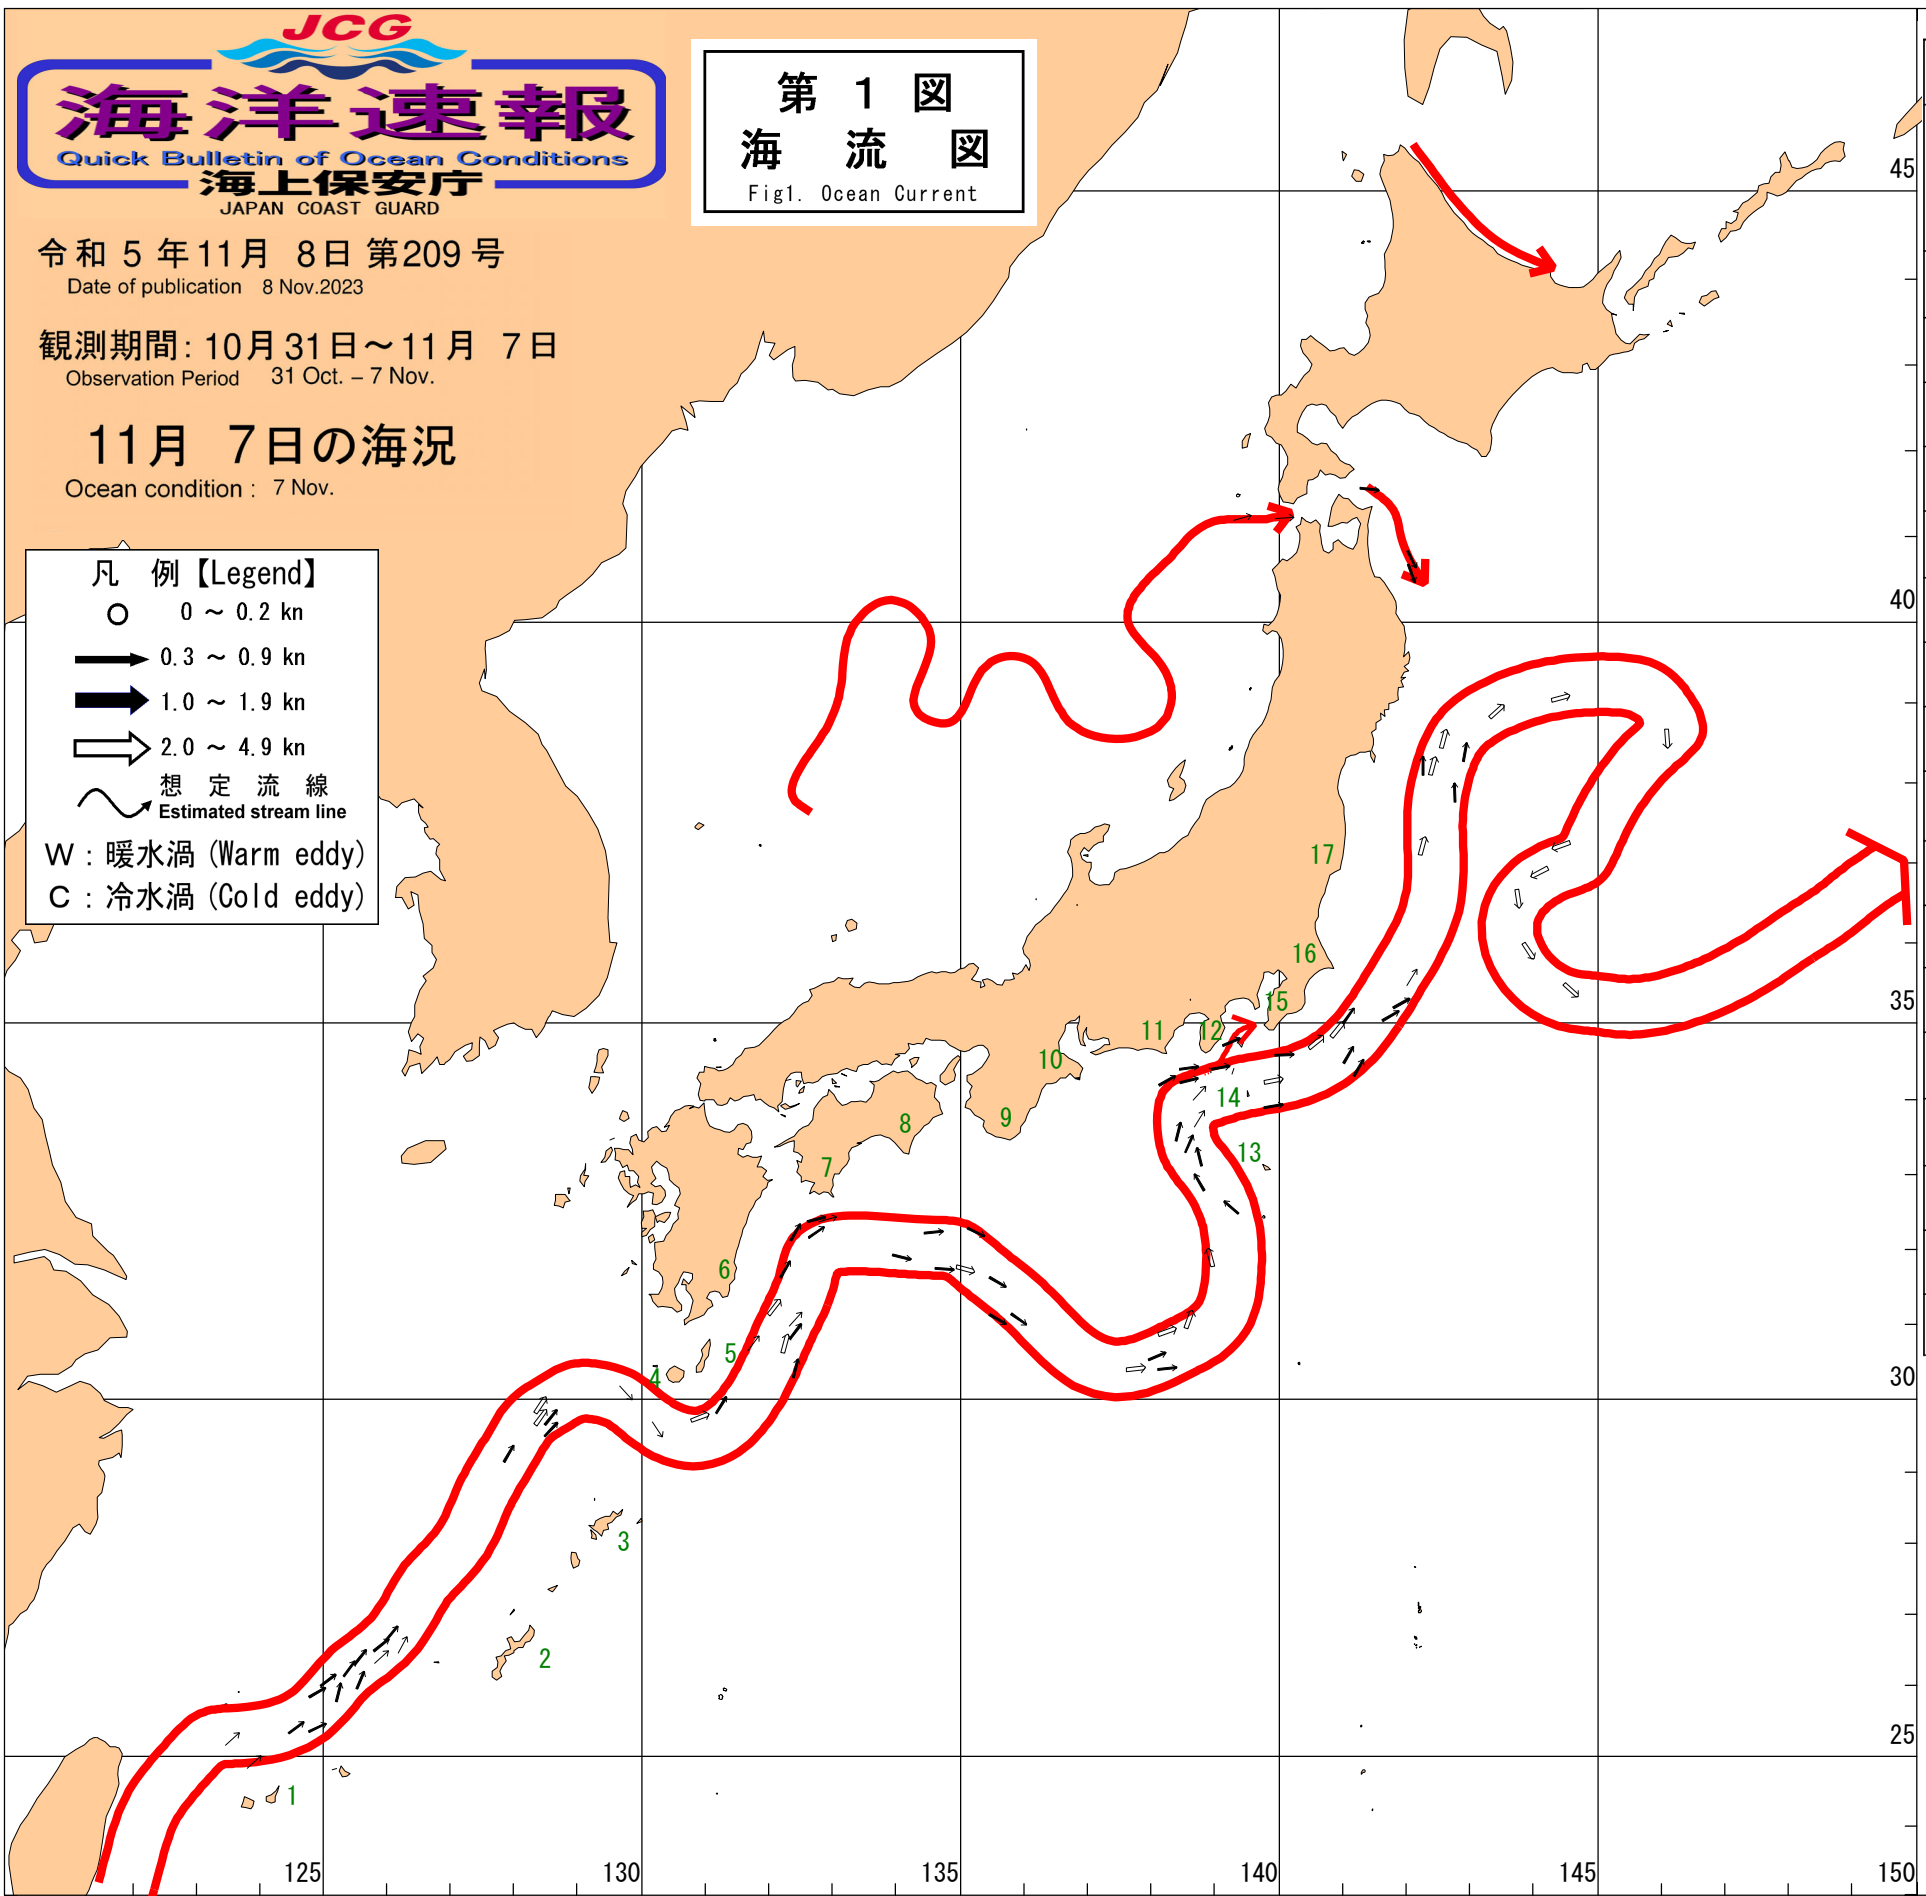 JCG
海洋速報
Quick Bulletin of Ocean Conditions
海上保安庁
JAPAN COAST GUARD
令和 5 年11月 8日 第209 号
Date of publication 8 Nov.2023
観測期間: 10月31日～11月 7日
Observation Period 31 Oct. – 7 Nov.
11月 7日の海況
Ocean condition : 7 Nov.
第 1 図
海 流 図
Fig1. Ocean Current
凡 例【Legend】
0 ～ 0.2 kn
0.3 ～ 0.9 kn
1.0 ～ 1.9 kn
2.0 ～ 4.9 kn
想 定 流 線
Estimated stream line
W : 暖水渦 (Warm eddy)
C : 冷水渦 (Cold eddy)
45
40
17
16
35
15
12
11
10
14
9
8
13
7
6
5
4
30
3
2
25
1
125
130
135
140
145
150